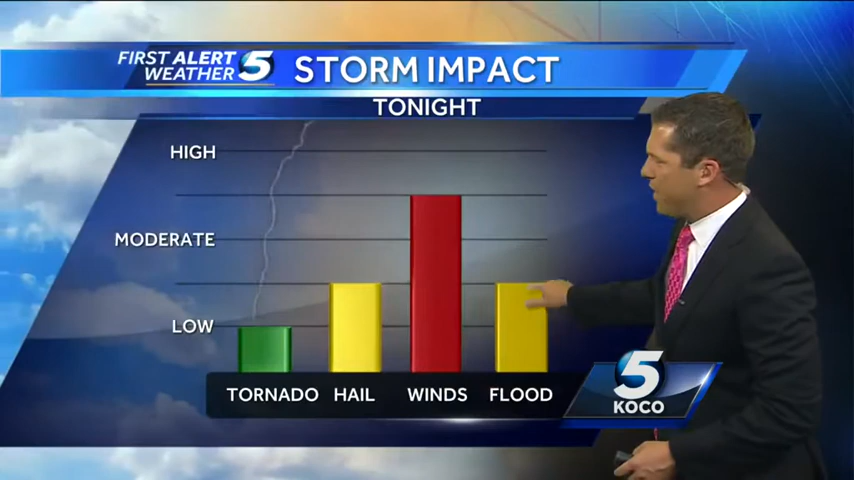 FIRST ALERT 5
WEATHER
STORM IMPACT
TONIGHT
HIGH
MODERATE
LOW
TORNADO HAIL WINDS FLOOD
5
KOCO